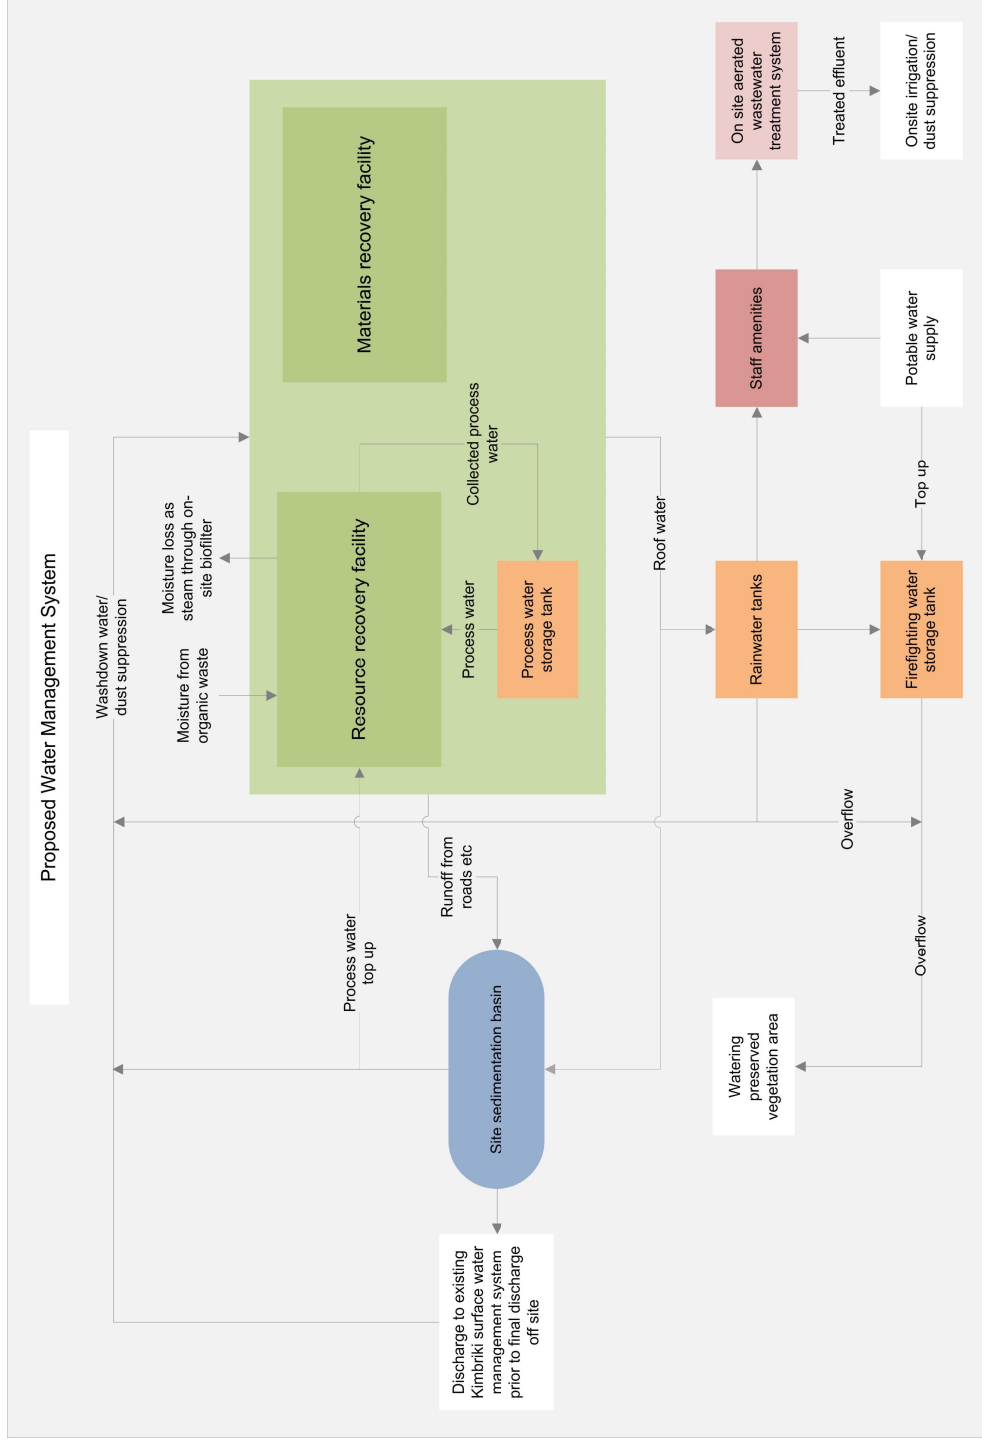 Proposed Water Management System
Washdown water/
dust suppression
Moisture from
organic waste
Moisture loss as
steam through on-
site biofilter
Process water
top up
Resource recovery facility
Materials recovery facility
Runoff from
roads etc
Process water
Collected process
water
Discharge to existing
Kimbriki surface water
management system
prior to final discharge
off site
Site sedimentation basin
Process water
storage tank
Roof water
Watering
preserved
vegetation area
Rainwater tanks
Staff amenities
On site aerated
wastewater
treatment system
Overflow
Treated effluent
Overflow
Firefighting water
storage tank
Top up
Potable water
supply
Onsite irrigation/
dust suppression